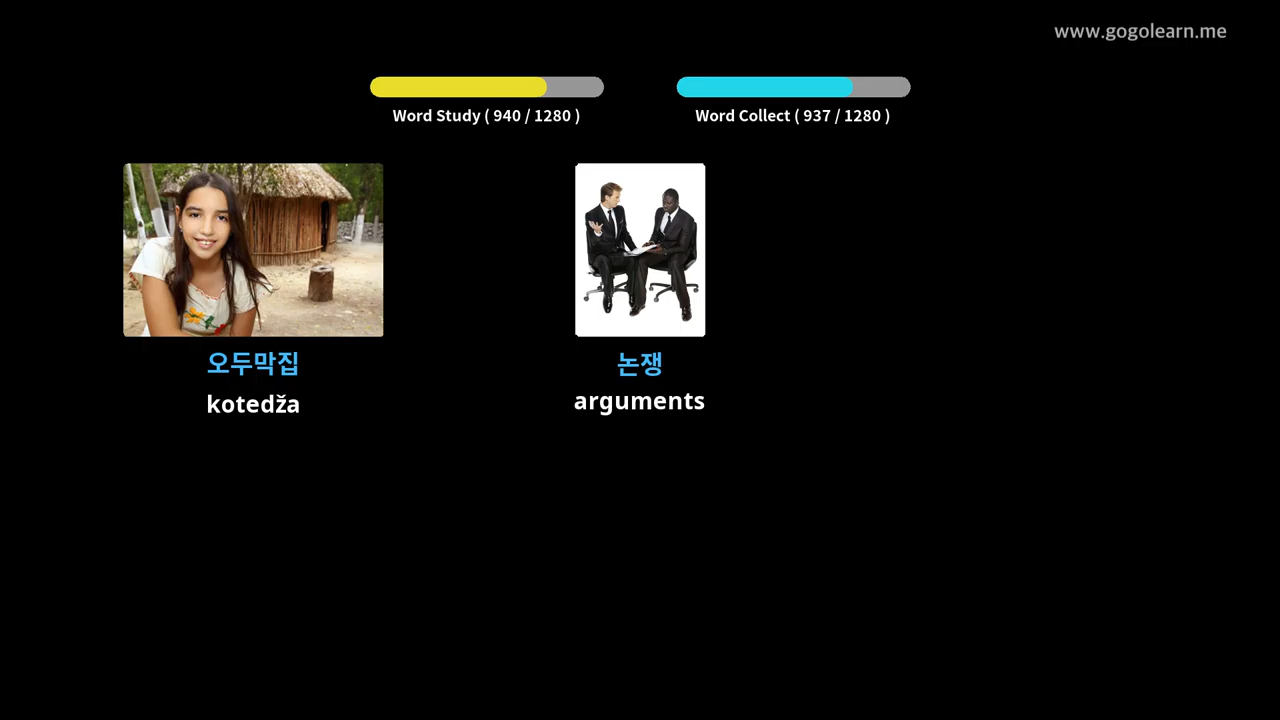 www.gogolearn.me
Word Study ( 940 / 1280 )
Word Collect ( 937 / 1280 )
오두막집
kotedža
논쟁
arguments